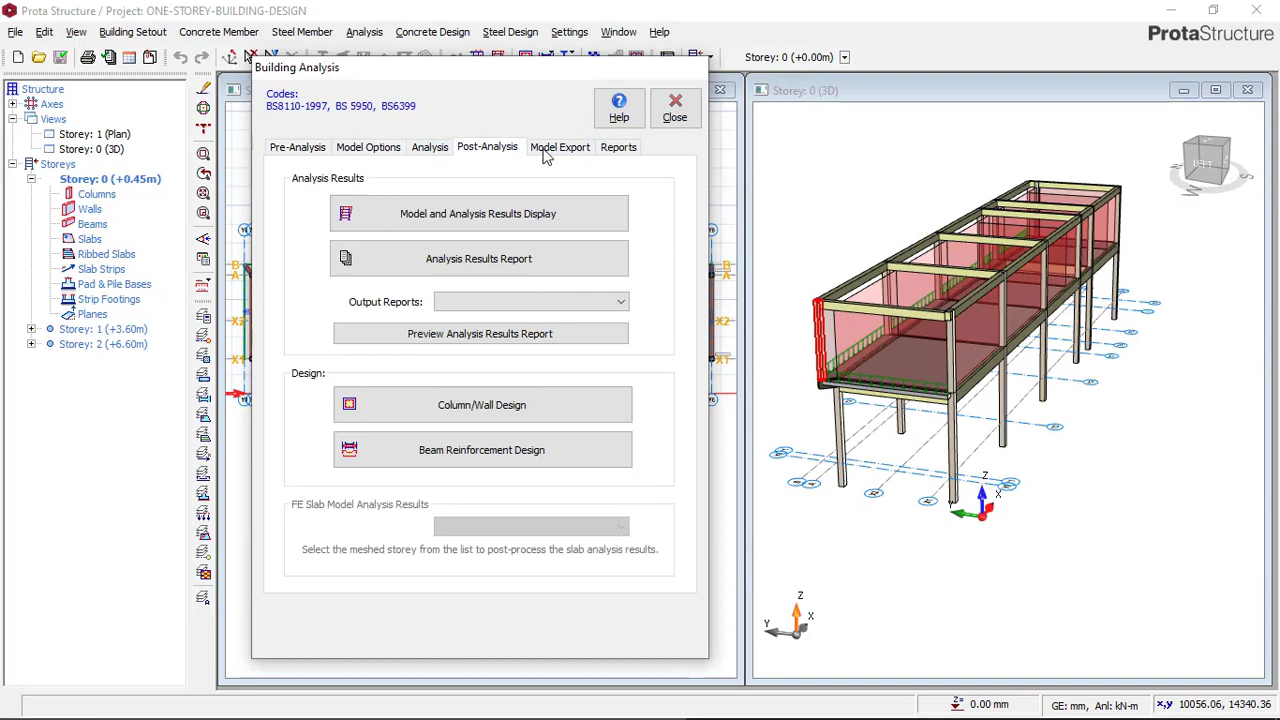 Prota Structure / Project: ONE-STOREY-BUILDING-DESIGN
File Edit View Building Setout Concrete Member Steel Member Analysis Concrete Design Steel Design Settings Window Help
ProtaStructure
Storey: 0 (+0.00m)
Structure
Axes
Views
Storey: 1 (Plan)
Storey: 0 (3D)
Storeys
Storey: 0 (+0.45m)
Columns
Walls
Beams
Slabs
Ribbed Slabs
Slab Strips
Pad & Pile Bases
Strip Footings
Planes
Storey: 1 (+3.60m)
Storey: 2 (+6.60m)
B
A
X2
X1
Building Analysis
Codes:
BS8110-1997, BS 5950, BS6399
Help
Close
Pre-Analysis Model Options Analysis Post-Analysis Model Export Reports
Analysis Results
Model and Analysis Results Display
Analysis Results Report
Output Reports:
Preview Analysis Results Report
Design:
Column/Wall Design
Beam Reinforcement Design
FE Slab Model Analysis Results
Select the meshed storey from the list to post-process the slab analysis results.
B
A
X2
X1
Storey: 0 (3D)
LEFT
N
S
W
Z
X
Y
Z
X
Y
Z= 0.00 mm
GE: mm, Anl: kN-m
x,y 10056.06, 14340.36